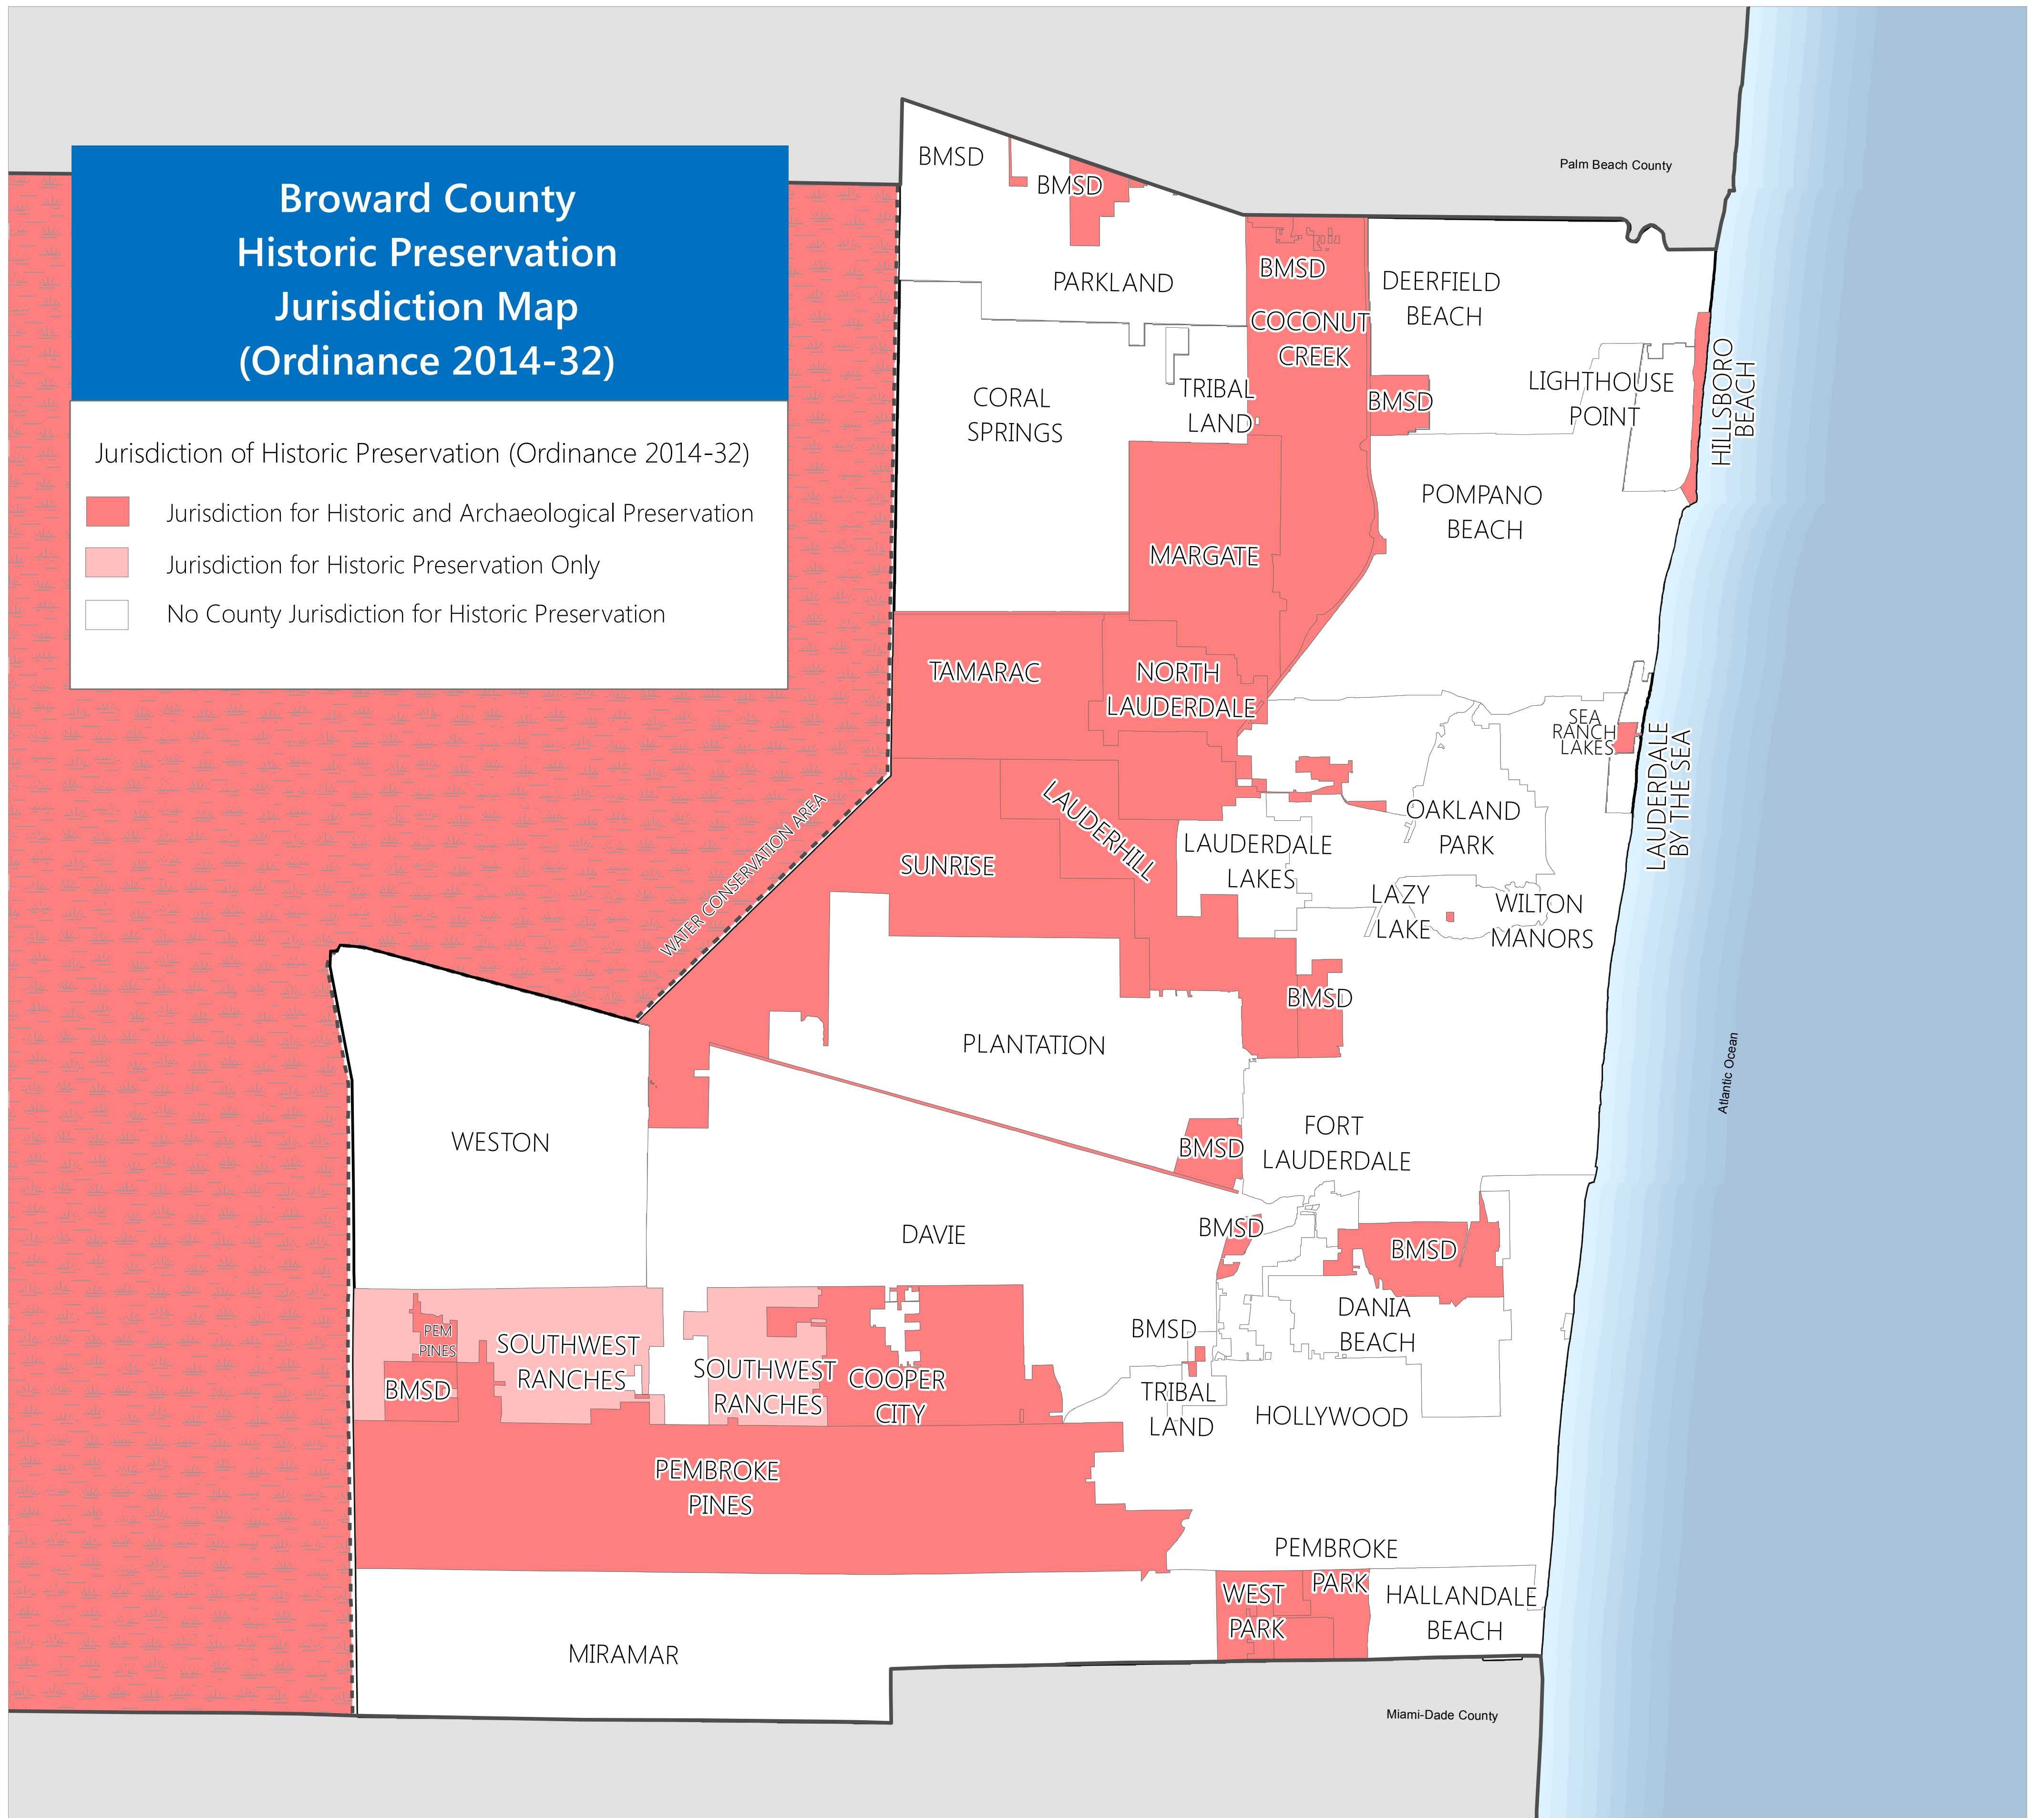 Broward County
Historic Preservation
Jurisdiction Map
(Ordinance 2014-32)
Jurisdiction of Historic Preservation (Ordinance 2014-32)
Jurisdiction for Historic and Archaeological Preservation
Jurisdiction for Historic Preservation Only
No County Jurisdiction for Historic Preservation
Palm Beach County
BMSD
BMSD
PARKLAND
BMSD
COCONUT
CREEK
DEERFIELD
BEACH
HILLSBORO
BEACH
LIGHTHOUSE
POINT
BMSD
TRIBAL
LAND
CORAL
SPRINGS
POMPANO
BEACH
MARGATE
TAMARAC
NORTH
LAUDERDALE
SEA
RANCH
LAKES
LAUDERDALE
BY THE SEA
WATER CONSERVATION AREA
LAUDERHILL
SUNRISE
LAUDERDALE
LAKES
OAKLAND
PARK
LAZY
LAKE
WILTON
MANORS
BMSD
PLANTATION
Atlantic Ocean
WESTON
BMSD
FORT
LAUDERDALE
DAVIE
BMSD
BMSD
DANIA
BEACH
BMSD
PEM
PINES
SOUTHWEST
RANCHES
BMSD
SOUTHWEST
RANCHES
COOPER
CITY
TRIBAL
LAND
HOLLYWOOD
PEMBROKE
PINES
PEMBROKE
PARK
WEST
PARK
HALLANDALE
BEACH
MIRAMAR
Miami-Dade County